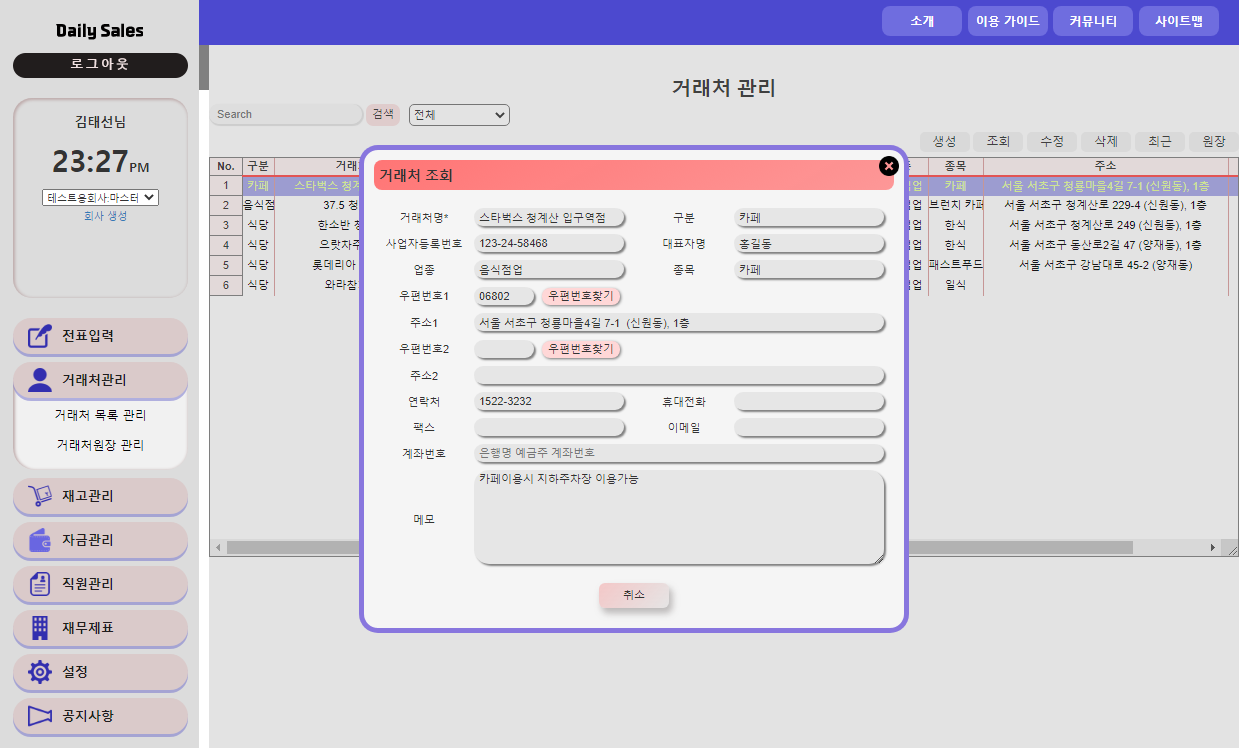 Daily Sales
로그아웃
김태선님
23:27 PM
테스트용회사:마스터
회사 생성
전표입력
거래처관리
거래처 목록 관리
거래처원장 관리
재고관리
자금관리
직원관리
재무제표
설정
공지사항
소개 이용 가이드 커뮤니티 사이트맵
거래처 관리
Search 검색 전체
생성 조회 수정 삭제 최근 원장
No. 구분 거래 종목 주소
1 카페 스타벅스 청계 업 카페 서울 서초구 청룡마을4길 7-1 (신원동), 1층
2 음식점 37.5 청 업 브런치 카페 서울 서초구 청계산로 229-4 (신원동), 1층
3 식당 한소반 청 업 한식 서울 서초구 청계산로 249 (신원동), 1층
4 식당 으랏차 업 한식 서울 서초구 동산로2길 47 (양재동), 1층
5 식당 롯데리아 업 패스트푸드 서울 서초구 강남대로 45-2 (양재동)
6 식당 와라참 업 일식
거래처 조회
거래처명* 스타벅스 청계산 입구역점 구분 카페
사업자등록번호 123-24-58468 대표자명 홍길동
업종 음식점업 종목 카페
우편번호1 06802 우편번호찾기
주소1 서울 서초구 청룡마을4길 7-1 (신원동), 1층
우편번호2 우편번호찾기
주소2
연락처 1522-3232 휴대전화
팩스 이메일
계좌번호 은행명 예금주 계좌번호
메모 카페이용시 지하주차장 이용가능
취소